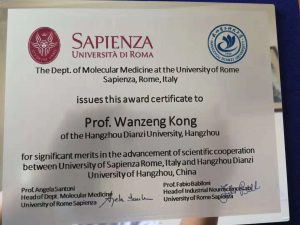 SAPIENZA
UNIVERSITÀ DI ROMA
The Dept. of Molecular Medicine at the University of Rome
Sapienza, Rome, Italy
issues this award certificate to
Prof. Wanzeng Kong
of the Hangzhou Dianzi University, Hangzhou
for significant merits in the advancement of scientific cooperation
between University of Sapienza Rome, Italy and Hangzhou Dianzi
University of Hangzhou, China
Prof. Angela Santoni
Head of Dept. Molecular Medicine
University of Rome Sapienza
Prof. Fabio Babiloni
Head of Industrial NeuroScience Lab
University of Rome Sapienza